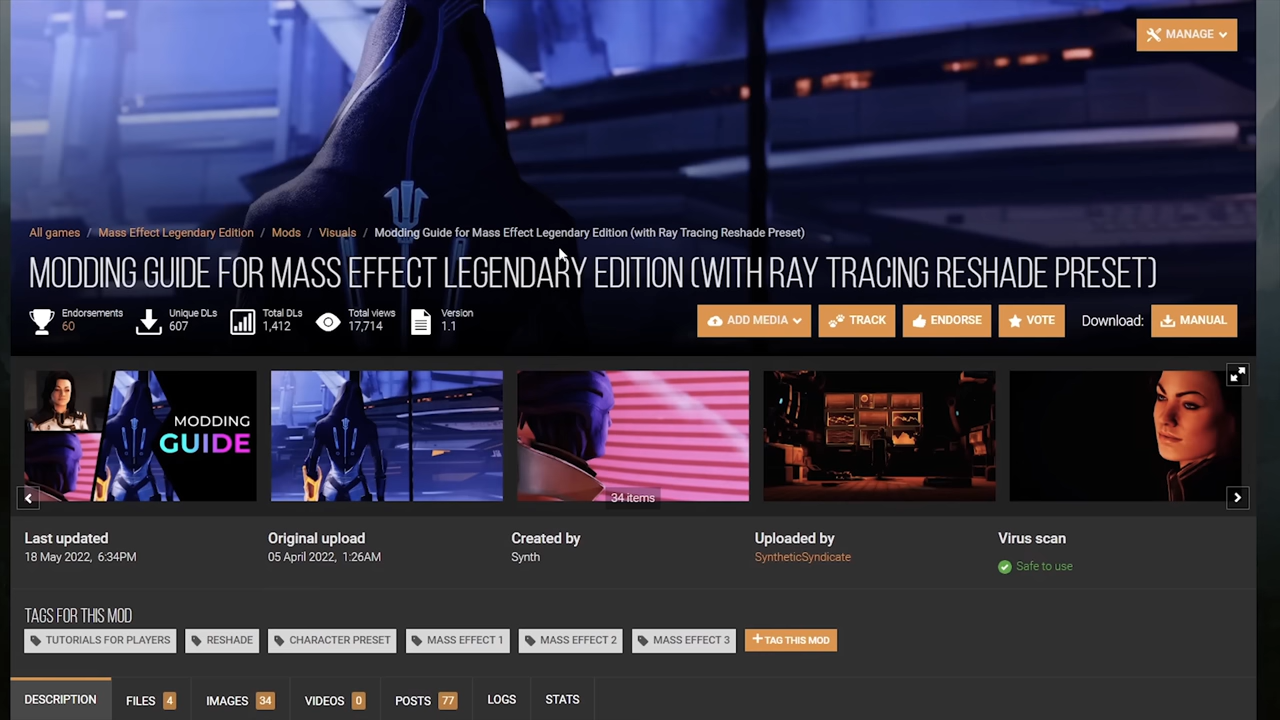 MANAGE
All games / Mass Effect Legendary Edition / Mods / Visuals / Modding Guide for Mass Effect Legendary Edition (with Ray Tracing Reshade Preset)
MODDING GUIDE FOR MASS EFFECT LEGENDARY EDITION (WITH RAY TRACING RESHADE PRESET)
Endorsements
60
Unique DLs
607
Total DLs
1,412
Total views
17,714
Version
1.1
ADD MEDIA
TRACK
ENDORSE
VOTE
Download:
MANUAL
MODDING
GUIDE
34 items
Last updated
18 May 2022, 6:34PM
Original upload
05 April 2022, 1:26AM
Created by
Synth
Uploaded by
SyntheticSyndicate
Virus scan
Safe to use
TAGS FOR THIS MOD
TUTORIALS FOR PLAYERS
RESHADE
CHARACTER PRESET
MASS EFFECT 1
MASS EFFECT 2
MASS EFFECT 3
+ TAG THIS MOD
DESCRIPTION
FILES 4
IMAGES 34
VIDEOS 0
POSTS 77
LOGS
STATS